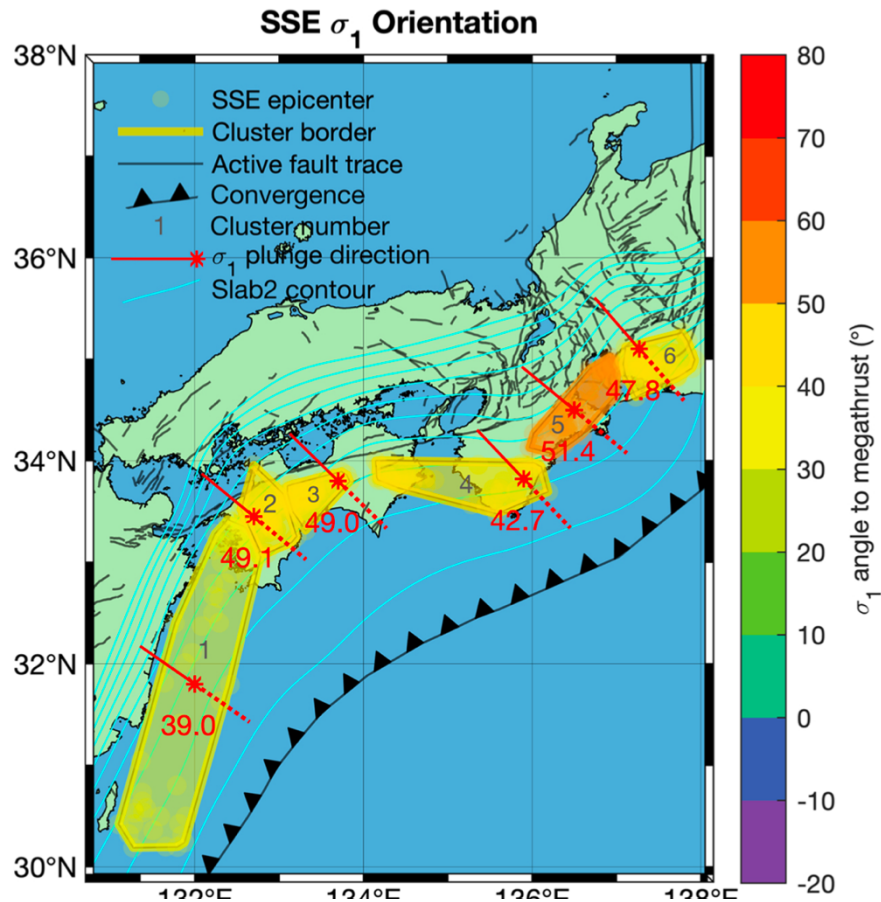 SSE σ1 Orientation
38°N
36°N
34°N
32°N
30°N
SSE epicenter
Cluster border
Active fault trace
Convergence
1 Cluster number
σ1 plunge direction
Slab2 contour
6
47.8
5
51.4
4
42.7
3
49.0
2
49.1
1
39.0
132°E
134°E
136°E
138°E
80
70
60
50
40
30
20
10
0
-10
-20
σ1 angle to megathrust (°)